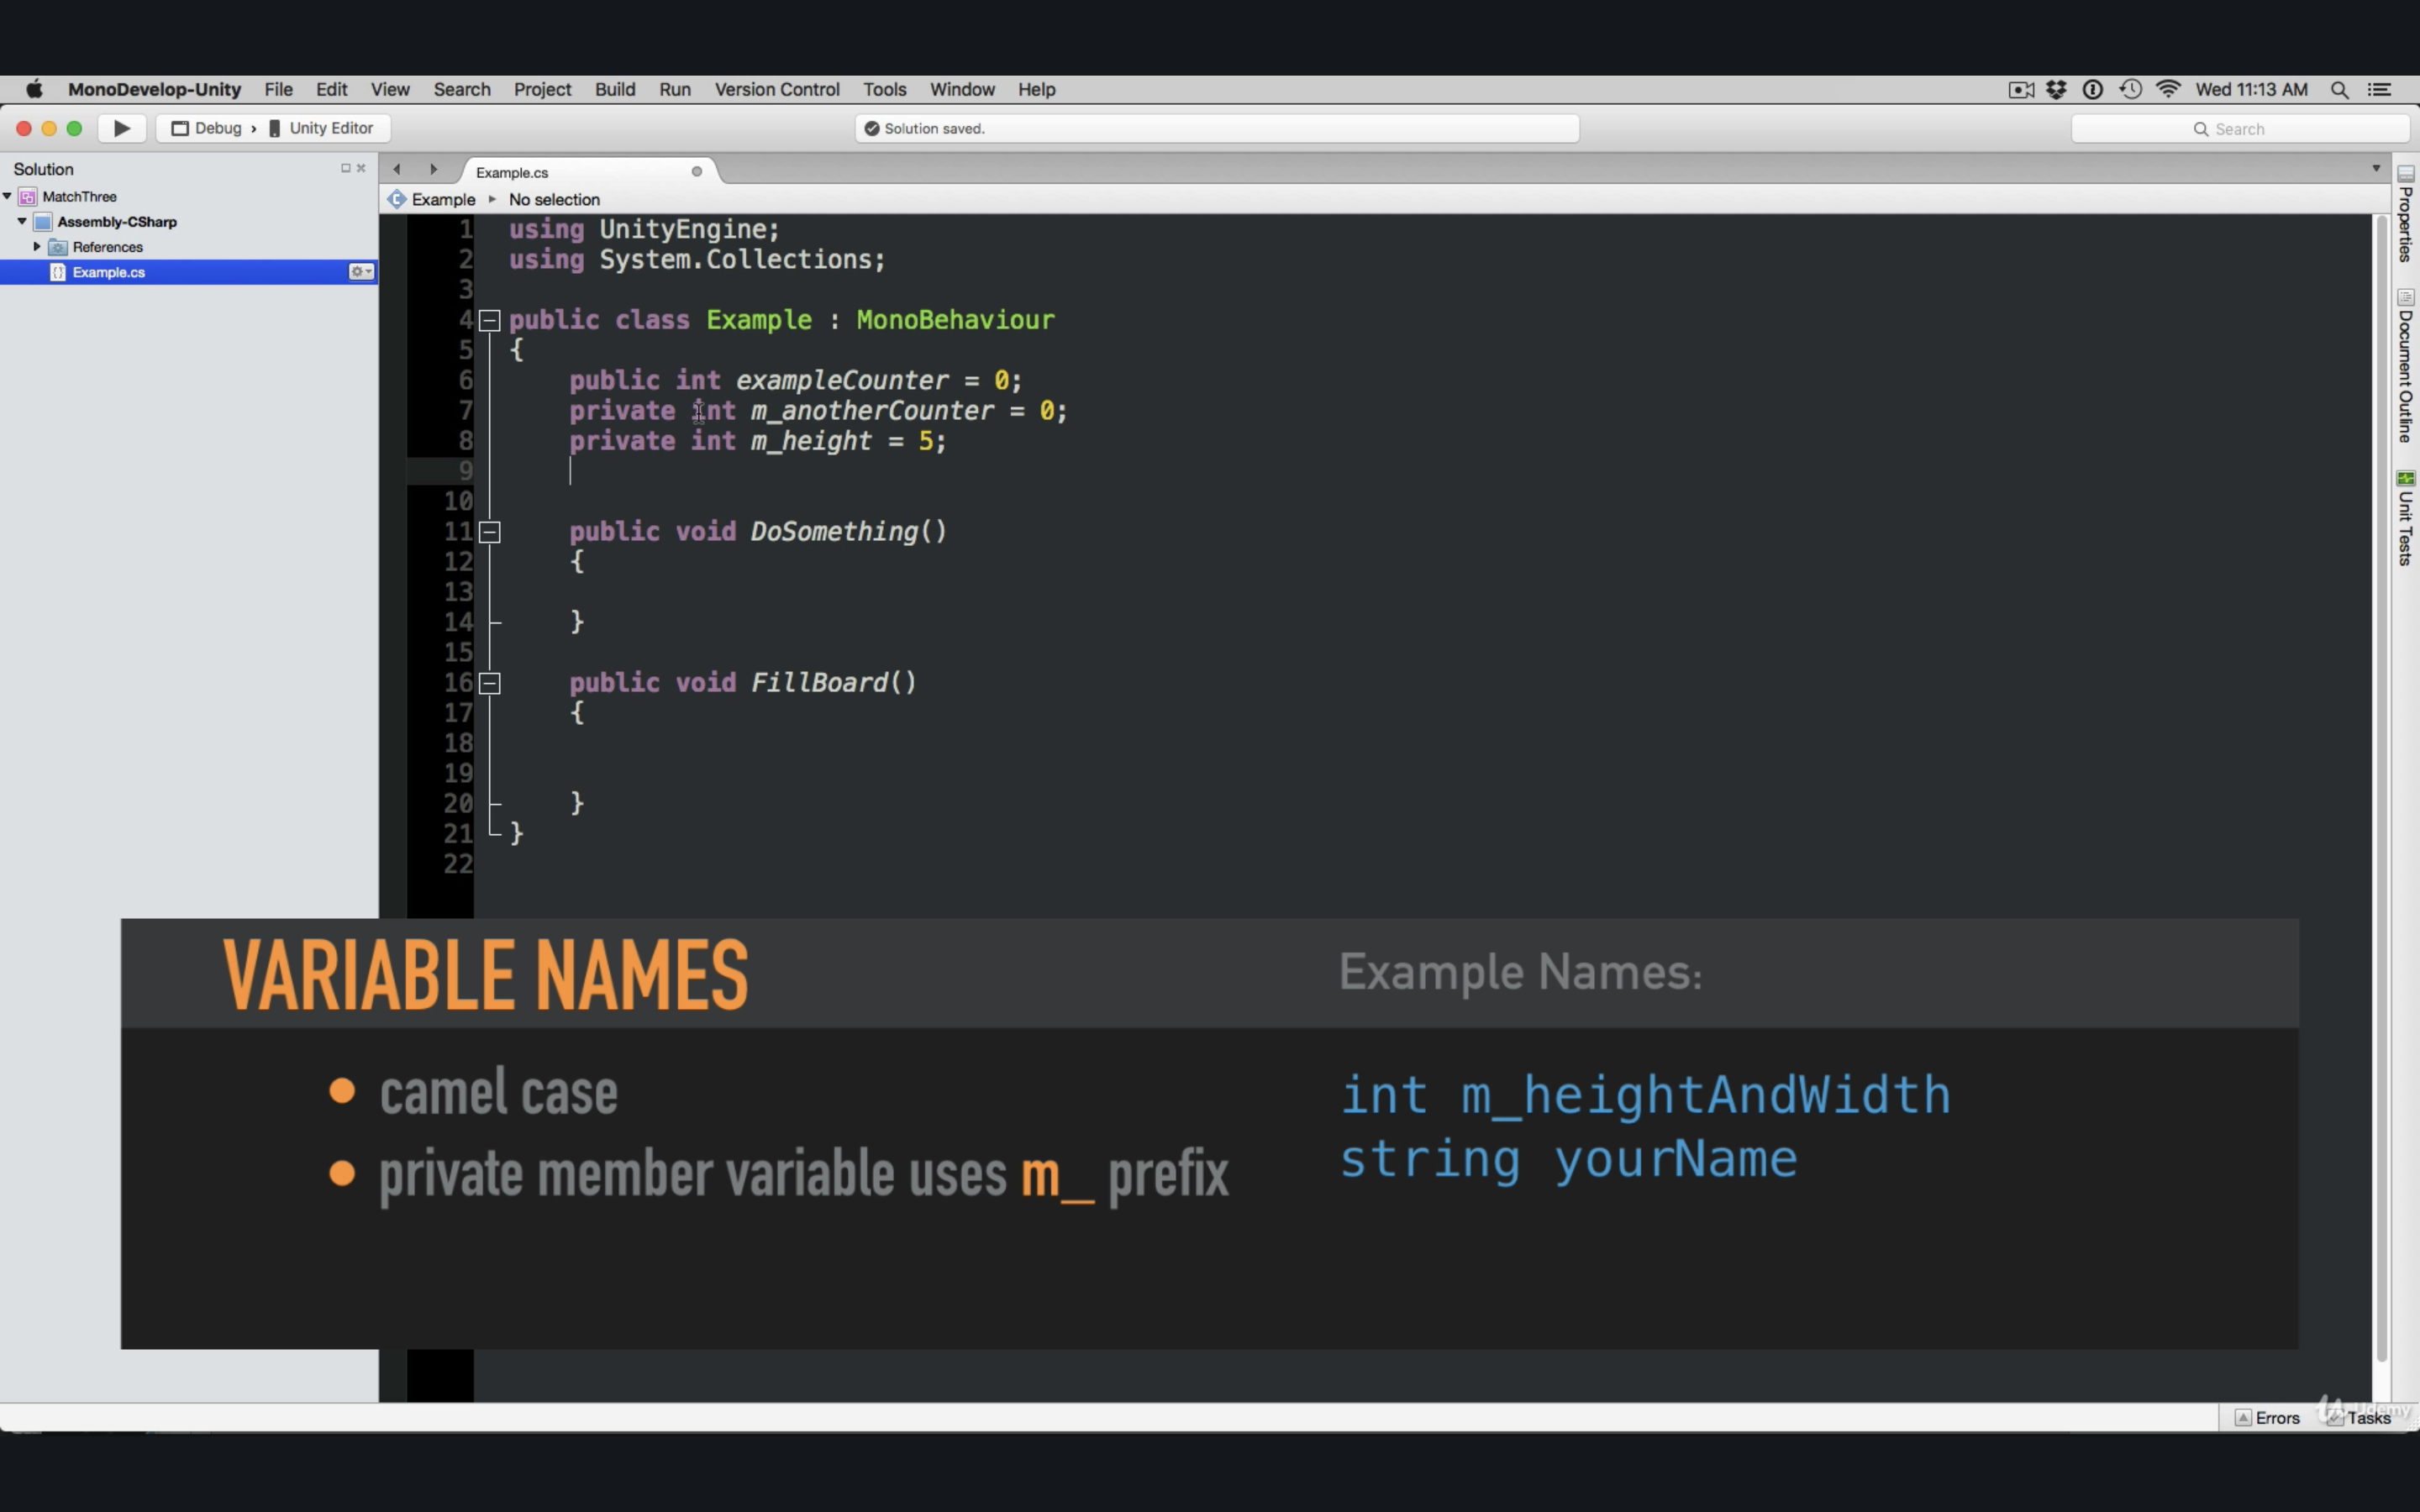 MonoDevelop-Unity File Edit View Search Project Build Run Version Control Tools Window Help Wed 11:13 AM
Debug › Unity Editor Solution saved. Search
Solution
Example.cs
MatchThree
Example ▸ No selection
Assembly-CSharp
References
Example.cs
1 using UnityEngine;
2 using System.Collections;
3
4 public class Example : MonoBehaviour
5 {
6 public int exampleCounter = 0;
7 private int m_anotherCounter = 0;
8 private int m_height = 5;
9
10
11 public void DoSomething()
12 {
13
14 }
15
16 public void FillBoard()
17 {
18
19
20 }
21 }
22
Properties
Document Outline
Unit Tests
VARIABLE NAMES
Example Names:
• camel case
• private member variable uses m_ prefix
int m_heightAndWidth
string yourName
Errors Tasks
Udemy